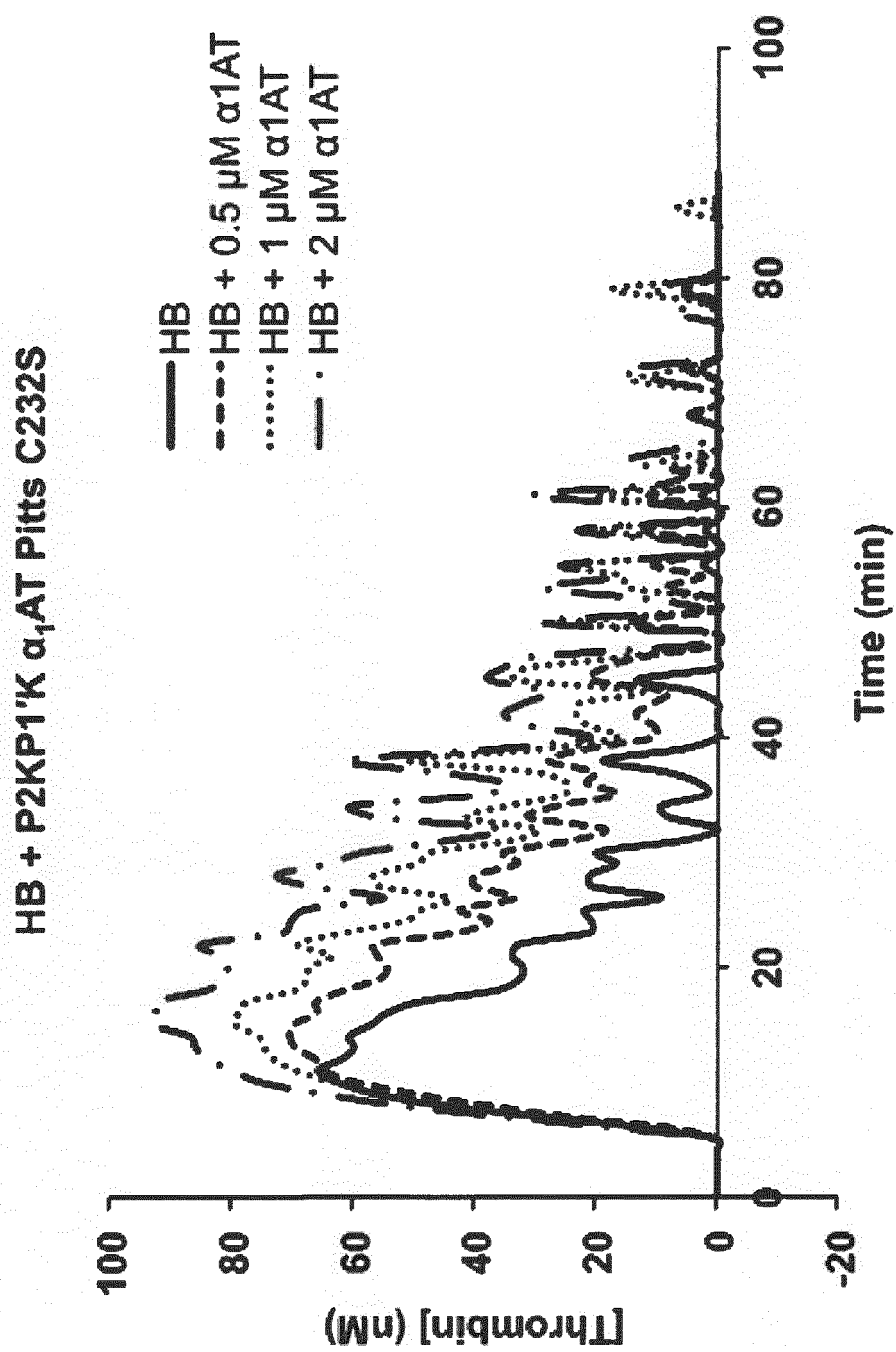 HB + P2KP1'K α₁AT Pitts C232S
HB
HB + 0.5 µM α1AT
HB + 1 µM α1AT
HB + 2 µM α1AT
[Thrombin] (nM)
100
80
60
40
20
0
-20
0
20
40
60
80
100
Time (min)